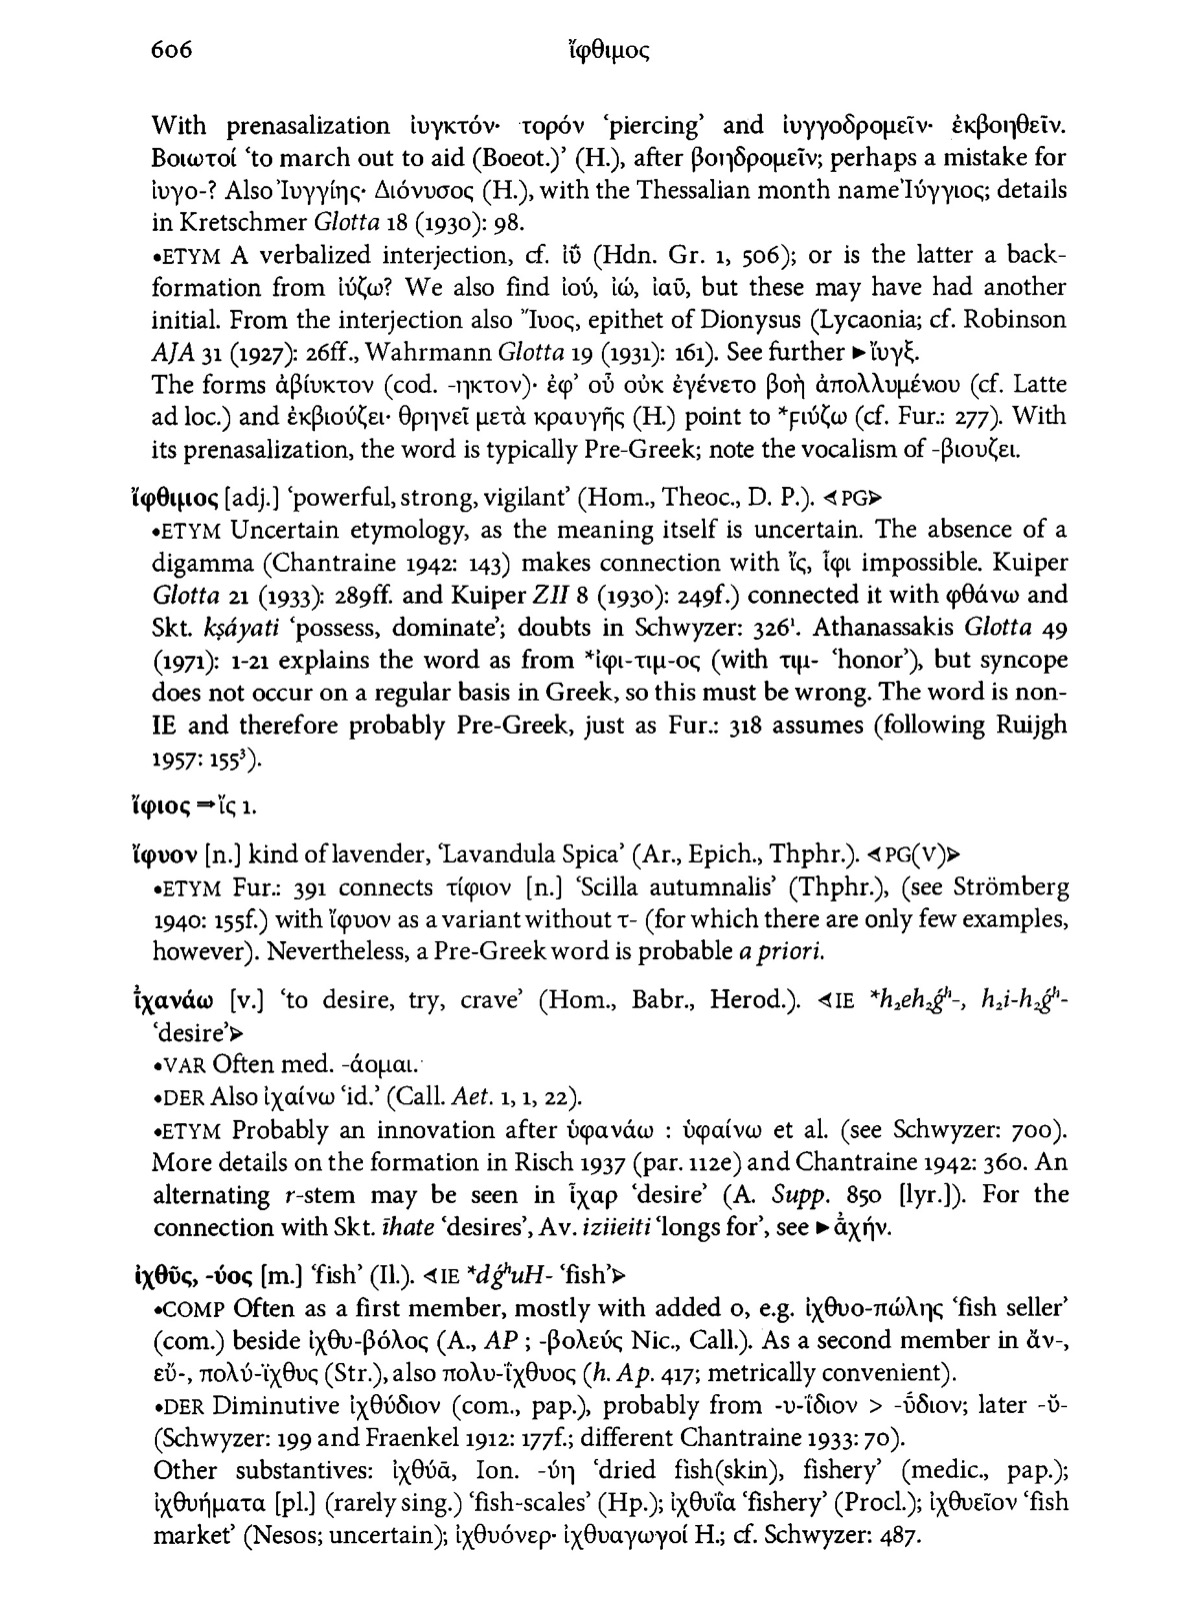 606
ἴφθιμος
With prenasalization ἰυγκτόν· τορόν ‘piercing’ and ἰυγγοδρομεῖν· ἐκβοηθεῖν.
Βοιωτοί ‘to march out to aid (Boeot.)’ (H.), after βοηδρομεῖν; perhaps a mistake for
ἰυγο-? Also Ἰυγγίης· Διόνυσος (H.), with the Thessalian month name Ἰύγγιος; details
in Kretschmer Glotta 18 (1930): 98.
•ETYM A verbalized interjection, cf. ἰΰ (Hdn. Gr. 1, 506); or is the latter a back-
formation from ἰύζω? We also find ἰού, ἰώ, ἰαῦ, but these may have had another
initial. From the interjection also Ἴυος, epithet of Dionysus (Lycaonia; cf. Robinson
AJA 31 (1927): 26ff., Wahrmann Glotta 19 (1931): 161). See further ►ἴυγξ.
The forms ἀβίυκτον (cod. -ηκτον)· ἐφ’ οὗ οὐκ ἐγένετο βοὴ ἀπολλυμένου (cf. Latte
ad loc.) and ἐκβιούζει· θρηνεῖ μετὰ κραυγῆς (H.) point to *ϝιύζω (cf. Fur.: 277). With
its prenasalization, the word is typically Pre-Greek; note the vocalism of -βιουζει.
ἴφθιμος [adj.] ‘powerful, strong, vigilant’ (Hom., Theoc., D. P.). ◄PG►
•ETYM Uncertain etymology, as the meaning itself is uncertain. The absence of a
digamma (Chantraine 1942: 143) makes connection with ἴς, ἶφι impossible. Kuiper
Glotta 21 (1933): 289ff. and Kuiper ZII 8 (1930): 249f.) connected it with φθάνω and
Skt. kṣáyati ‘possess, dominate’; doubts in Schwyzer: 326¹. Athanassakis Glotta 49
(1971): 1-21 explains the word as from *ἰφι-τιμ-ος (with τιμ- ‘honor’), but syncope
does not occur on a regular basis in Greek, so this must be wrong. The word is non-
IE and therefore probably Pre-Greek, just as Fur.: 318 assumes (following Ruijgh
1957: 155³).
ἴφιος ⇒ἴς 1.
ἴφυον [n.] kind of lavender, ‘Lavandula Spica’ (Ar., Epich., Thphr.). ◄PG(V)►
•ETYM Fur.: 391 connects τίφιον [n.] ‘Scilla autumnalis’ (Thphr.), (see Strömberg
1940: 155f.) with ἴφυον as a variant without τ- (for which there are only few examples,
however). Nevertheless, a Pre-Greek word is probable a priori.
ἰ̄χανάω [v.] ‘to desire, try, crave’ (Hom., Babr., Herod.). ◄IE *h₂eh₂ǵʰ-, h₂i-h₂ǵʰ-
‘desire’►
•VAR Often med. -άομαι.
•DER Also ἰχαίνω ‘id.’ (Call. Aet. 1, 1, 22).
•ETYM Probably an innovation after ὑφανάω : ὑφαίνω et al. (see Schwyzer: 700).
More details on the formation in Risch 1937 (par. 112e) and Chantraine 1942: 360. An
alternating r-stem may be seen in ἶχαρ ‘desire’ (A. Supp. 850 [lyr.]). For the
connection with Skt. īhate ‘desires’, Av. iziieiti ‘longs for’, see ►ἀ̄χήν.
ἰχθῦς, -ύος [m.] ‘fish’ (Il.). ◄IE *dǵʰuH- ‘fish’►
•COMP Often as a first member, mostly with added ο, e.g. ἰχθυο-πώλης ‘fish seller’
(com.) beside ἰχθυ-βόλος (A., AP ; -βολεύς Nic., Call.). As a second member in ἄν-,
εὔ-, πολύ-ϊχθυς (Str.), also πολυ-ΐχθυος (h. Ap. 417; metrically convenient).
•DER Diminutive ἰχθύδιον (com., pap.), probably from -υ-ΐδιον > -ῡ́διον; later -ῠ́-
(Schwyzer: 199 and Fraenkel 1912: 177f.; different Chantraine 1933: 70).
Other substantives: ἰχθύᾱ, Ion. -ύη ‘dried fish(skin), fishery’ (medic., pap.);
ἰχθυήματα [pl.] (rarely sing.) ‘fish-scales’ (Hp.); ἰχθυΐα ‘fishery’ (Procl.); ἰχθυεῖον ‘fish
market’ (Nesos; uncertain); ἰχθυόνερ· ἰχθυαγωγοί H.; cf. Schwyzer: 487.